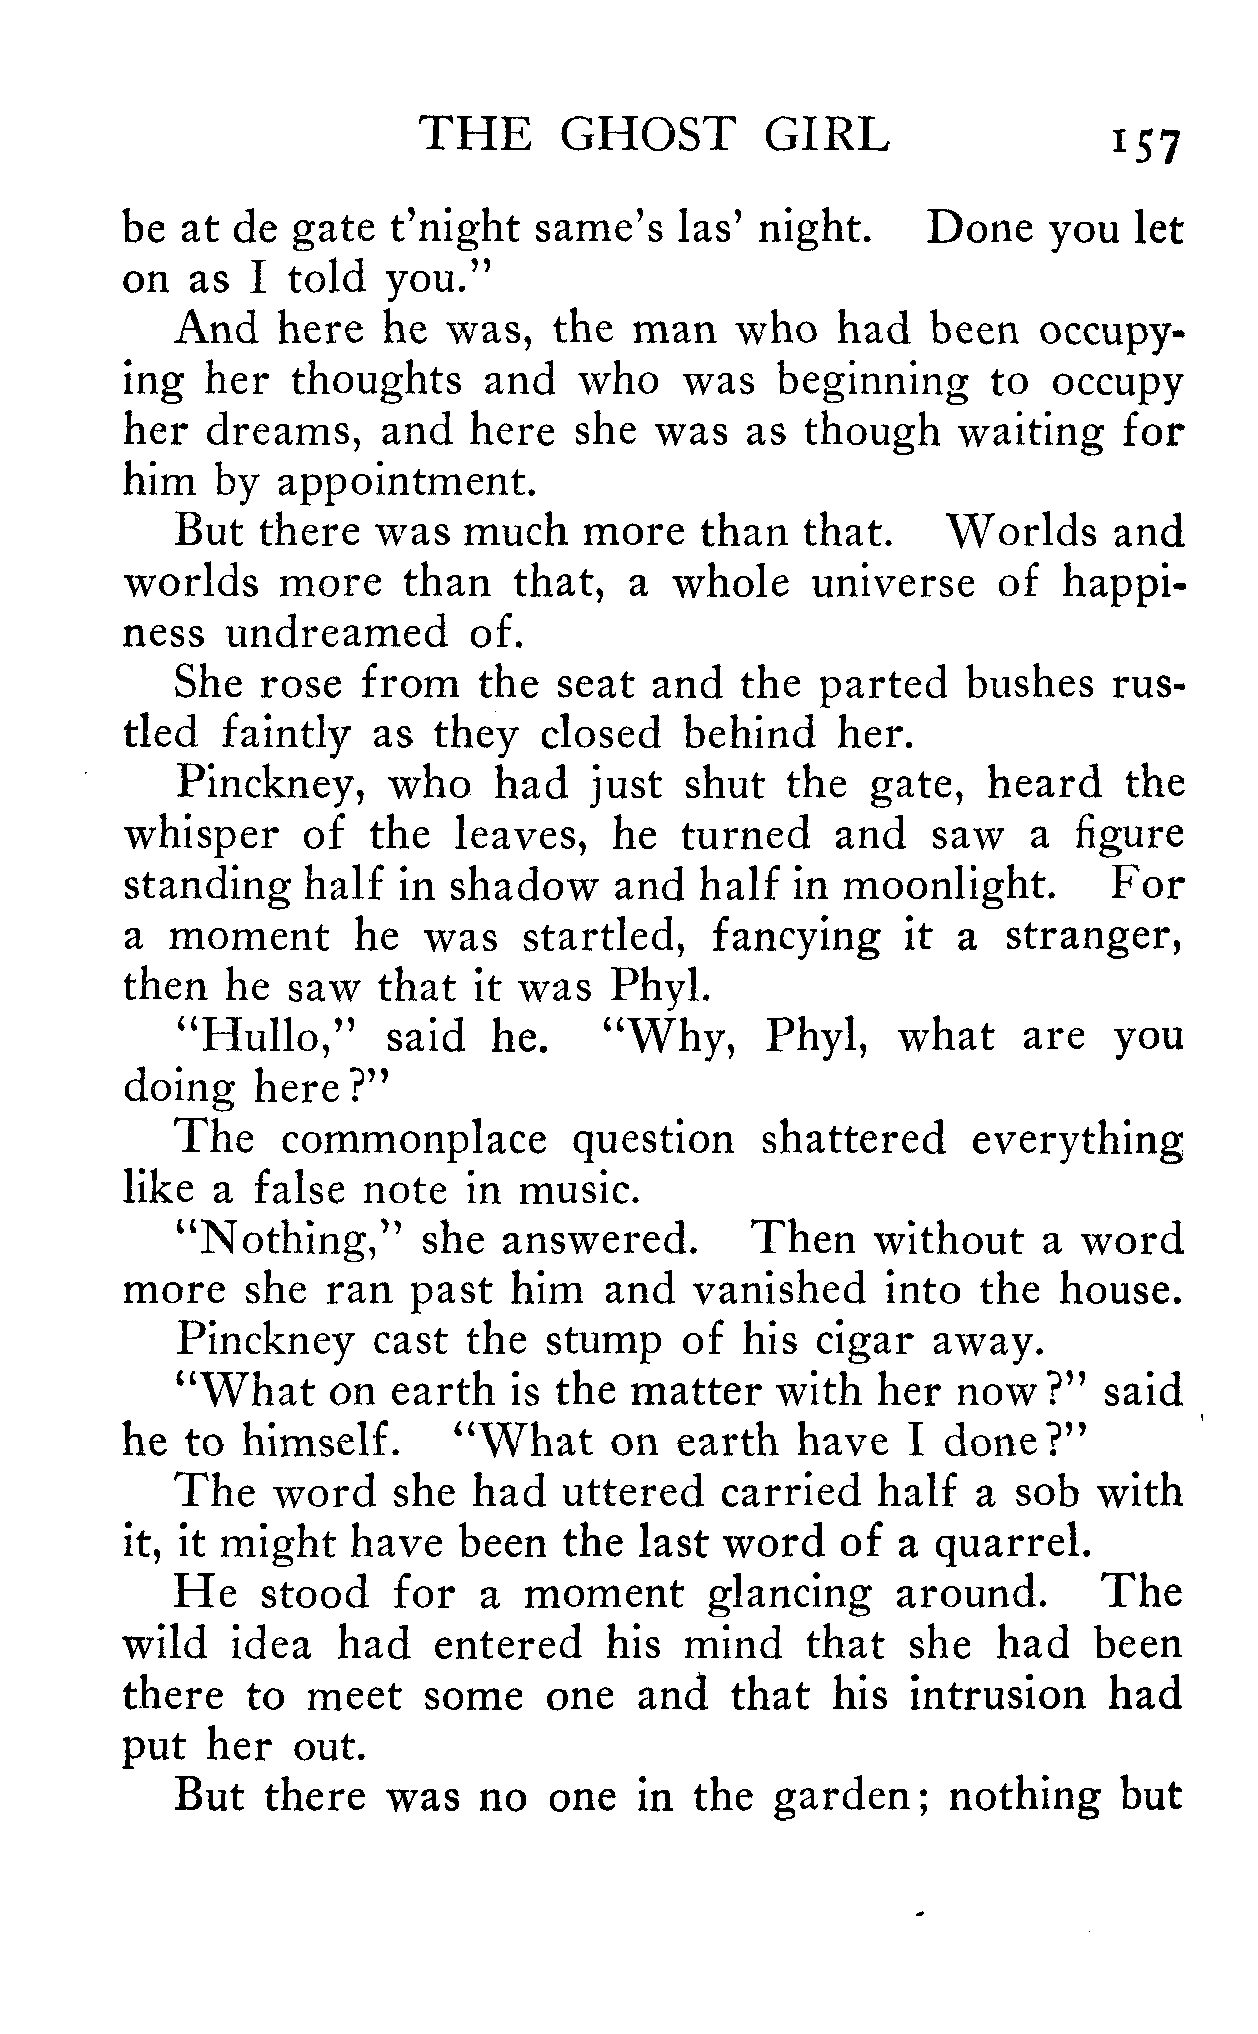 THE GHOST GIRL 157
be at de gate t'night same's las' night. Done you let
on as I told you."
And here he was, the man who had been occupy-
ing her thoughts and who was beginning to occupy
her dreams, and here she was as though waiting for
him by appointment.
But there was much more than that. Worlds and
worlds more than that, a whole universe of happi-
ness undreamed of.
She rose from the seat and the parted bushes rus-
tled faintly as they closed behind her.
Pinckney, who had just shut the gate, heard the
whisper of the leaves, he turned and saw a figure
standing half in shadow and half in moonlight. For
a moment he was startled, fancying it a stranger,
then he saw that it was Phyl.
"Hullo," said he. "Why, Phyl, what are you
doing here?"
The commonplace question shattered everything
like a false note in music.
"Nothing," she answered. Then without a word
more she ran past him and vanished into the house.
Pinckney cast the stump of his cigar away.
"What on earth is the matter with her now?" said
he to himself. "What on earth have I done?"
The word she had uttered carried half a sob with
it, it might have been the last word of a quarrel.
He stood for a moment glancing around. The
wild idea had entered his mind that she had been
there to meet some one and that his intrusion had
put her out.
But there was no one in the garden; nothing but